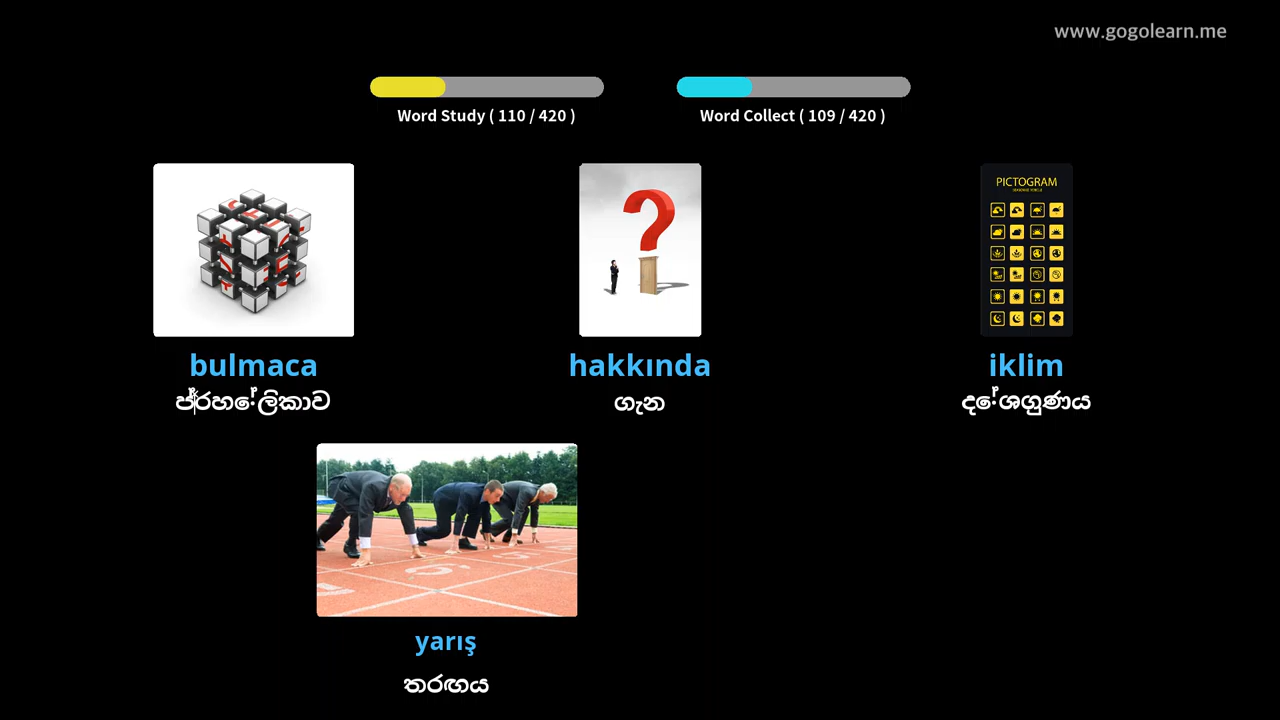 www.gogolearn.me
Word Study ( 110 / 420 )
Word Collect ( 109 / 420 )
PICTOGRAM
bulmaca
ප්‍රහේලිකාව
hakkında
ගැන
iklim
දේශගුණය
yarış
තරඟය